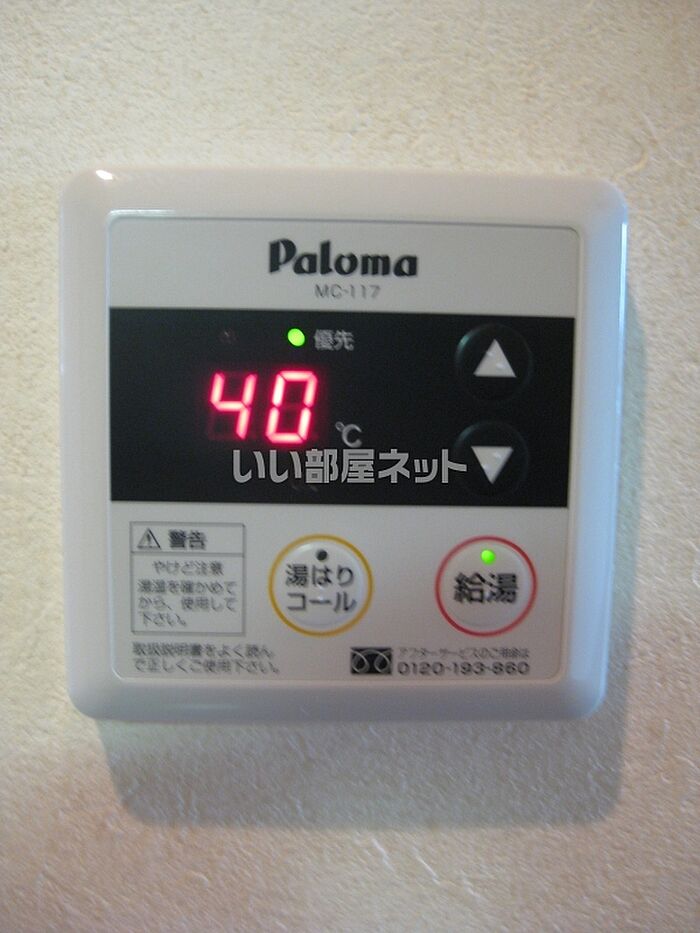 Paloma
MC-117
優先
40
℃
いい部屋ネット
警告
やけど注意
湯温を確かめて
から、使用して
下さい。
湯はり
コール
給湯
取扱説明書をよく読ん
で正しくご使用下さい。
アフターサービスのご用命は
0120-193-860